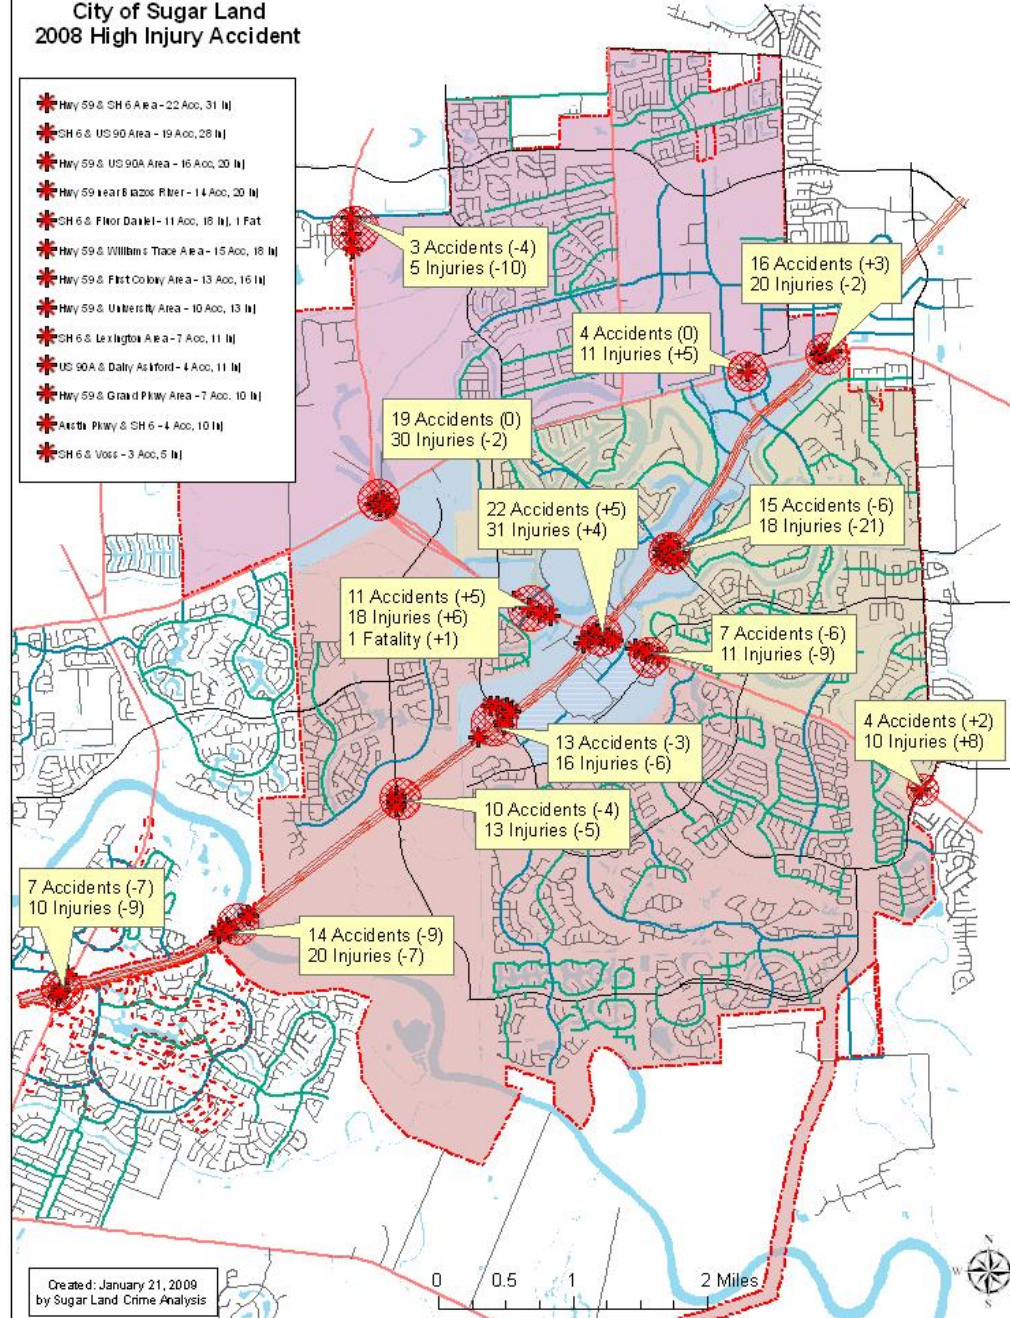 City of Sugar Land
2008 High Injury Accident
Hwy 59 & SH 6 Area - 22 Acc, 31 Inj
SH 6 & US 90 Area - 19 Acc, 28 Inj
Hwy 59 & US 90A Area - 16 Acc, 20 Inj
Hwy 59 near Brazos River - 14 Acc, 20 Inj
SH 6 & Fluor Daniel - 11 Acc, 18 Inj, 1 Fat
Hwy 59 & Williams Trace Area - 15 Acc, 18 Inj
Hwy 59 & First Colony Area - 13 Acc, 16 Inj
Hwy 59 & University Area - 10 Acc, 13 Inj
SH 6 & Lexington Area - 7 Acc, 11 Inj
US 90A & Dairy Ashford - 4 Acc, 11 Inj
Hwy 59 & Grand Pkwy Area - 7 Acc, 10 Inj
Austin Pkwy & SH 6 - 4 Acc, 10 Inj
SH 6 & Voss - 3 Acc, 5 Inj
3 Accidents (-4)
5 Injuries (-10)
16 Accidents (+3)
20 Injuries (-2)
4 Accidents (0)
11 Injuries (+5)
19 Accidents (0)
30 Injuries (-2)
22 Accidents (+5)
31 Injuries (+4)
15 Accidents (-6)
18 Injuries (-21)
11 Accidents (+5)
18 Injuries (+6)
1 Fatality (+1)
7 Accidents (-6)
11 Injuries (-9)
4 Accidents (+2)
10 Injuries (+8)
13 Accidents (-3)
16 Injuries (-6)
10 Accidents (-4)
13 Injuries (-5)
7 Accidents (-7)
10 Injuries (-9)
14 Accidents (-9)
20 Injuries (-7)
Created: January 21, 2009
by Sugar Land Crime Analysis
0 0.5 1 2 Miles
N
W
S